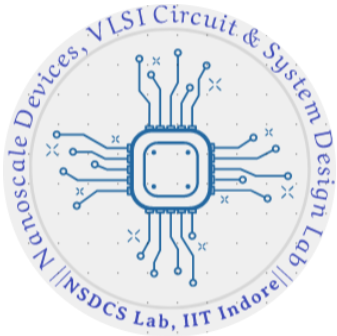 Nanoscale Devices, VLSI Circuit & System Design Lab
||NSDCS Lab, IIT Indore||